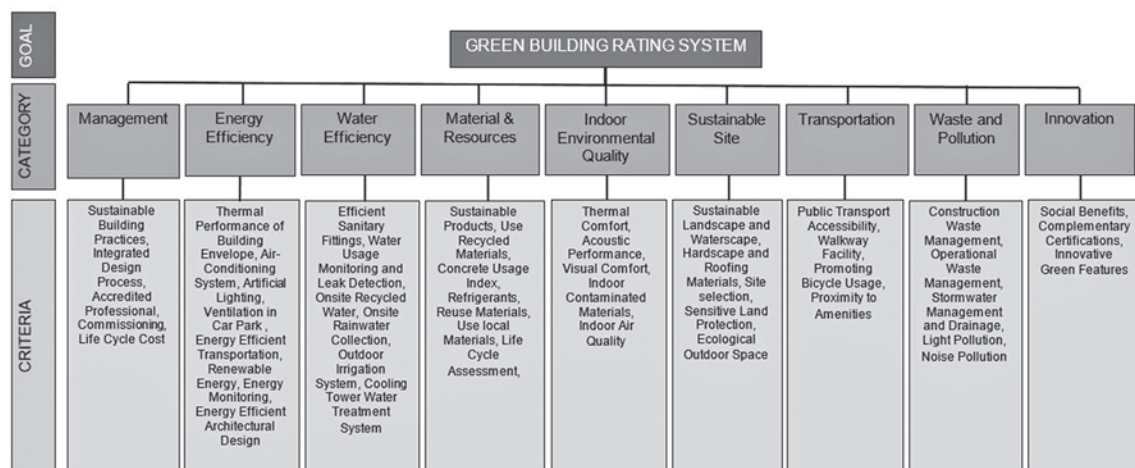 GOAL
GREEN BUILDING RATING SYSTEM
CATEGORY
Management
Energy
Efficiency
Water
Efficiency
Material &
Resources
Indoor
Environmental
Quality
Sustainable
Site
Transportation
Waste and
Pollution
Innovation
CRITERIA
Sustainable
Building
Practices,
Integrated
Design
Process,
Accredited
Professional,
Commissioning,
Life Cycle Cost
Thermal
Performance of
Building
Envelope, Air-
Conditioning
System, Artificial
Lighting,
Ventilation in
Car Park ,
Energy Efficient
Transportation,
Renewable
Energy, Energy
Monitoring,
Energy Efficient
Architectural
Design
Efficient
Sanitary
Fittings, Water
Usage
Monitoring and
Leak Detection,
Onsite Recycled
Water, Onsite
Rainwater
Collection,
Outdoor
Irrigation
System, Cooling
Tower Water
Treatment
System
Sustainable
Products, Use
Recycled
Materials,
Concrete Usage
Index,
Refrigerants,
Reuse Materials,
Use local
Materials, Life
Cycle
Assessment,
Thermal
Comfort,
Acoustic
Performance,
Visual Comfort,
Indoor
Contaminated
Materials,
Indoor Air
Quality
Sustainable
Landscape and
Waterscape,
Hardscape and
Roofing
Materials, Site
selection,
Sensitive Land
Protection,
Ecological
Outdoor Space
Public Transport
Accessibility,
Walkway
Facility,
Promoting
Bicycle Usage,
Proximity to
Amenities
Construction
Waste
Management,
Operational
Waste
Management,
Stormwater
Management
and Drainage,
Light Pollution,
Noise Pollution
Social Benefits,
Complementary
Certifications,
Innovative
Green Features